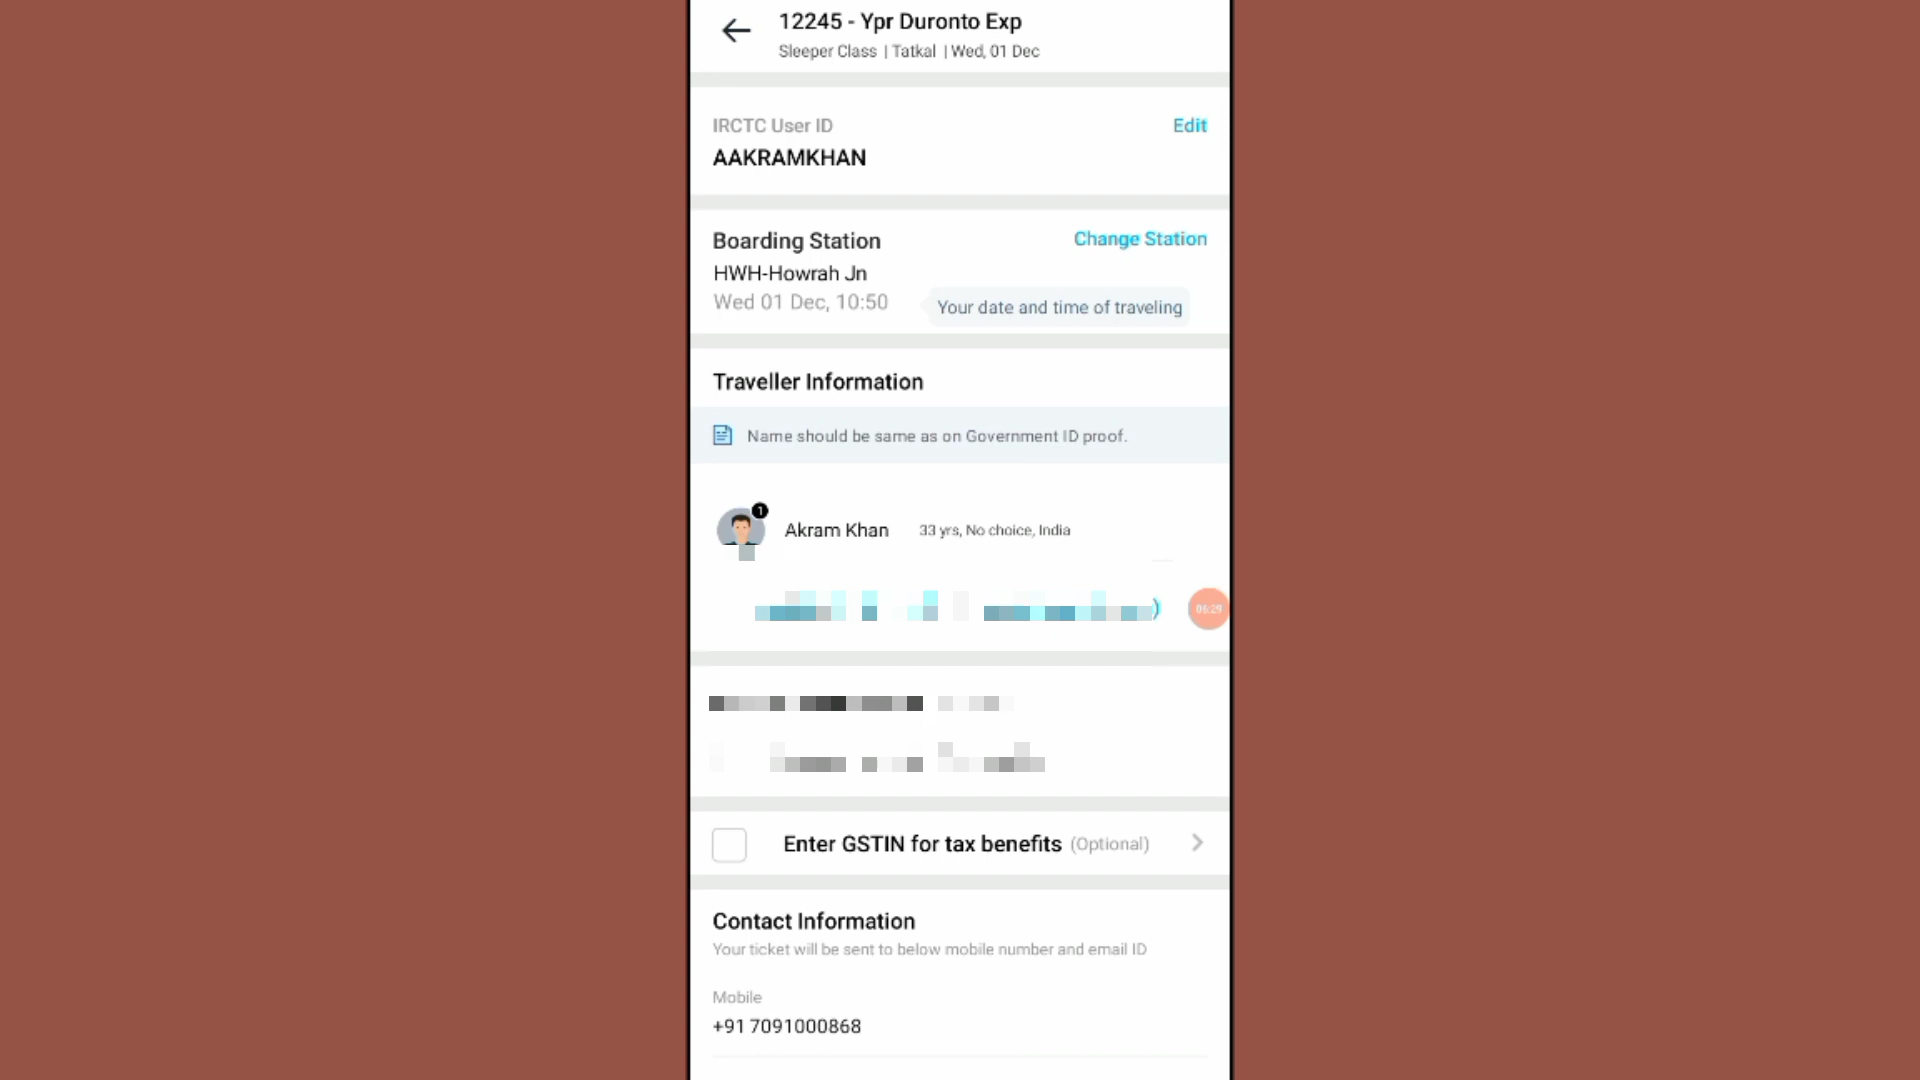 12245 - Ypr Duronto Exp
Sleeper Class | Tatkal | Wed, 01 Dec
IRCTC User ID
Edit
AAKRAMKHAN
Boarding Station
Change Station
HWH-Howrah Jn
Wed 01 Dec, 10:50
Your date and time of traveling
Traveller Information
Name should be same as on Government ID proof.
1
Akram Khan
33 yrs, No choice, India
06:29
Enter GSTIN for tax benefits (Optional)
Contact Information
Your ticket will be sent to below mobile number and email ID
Mobile
+91 7091000868